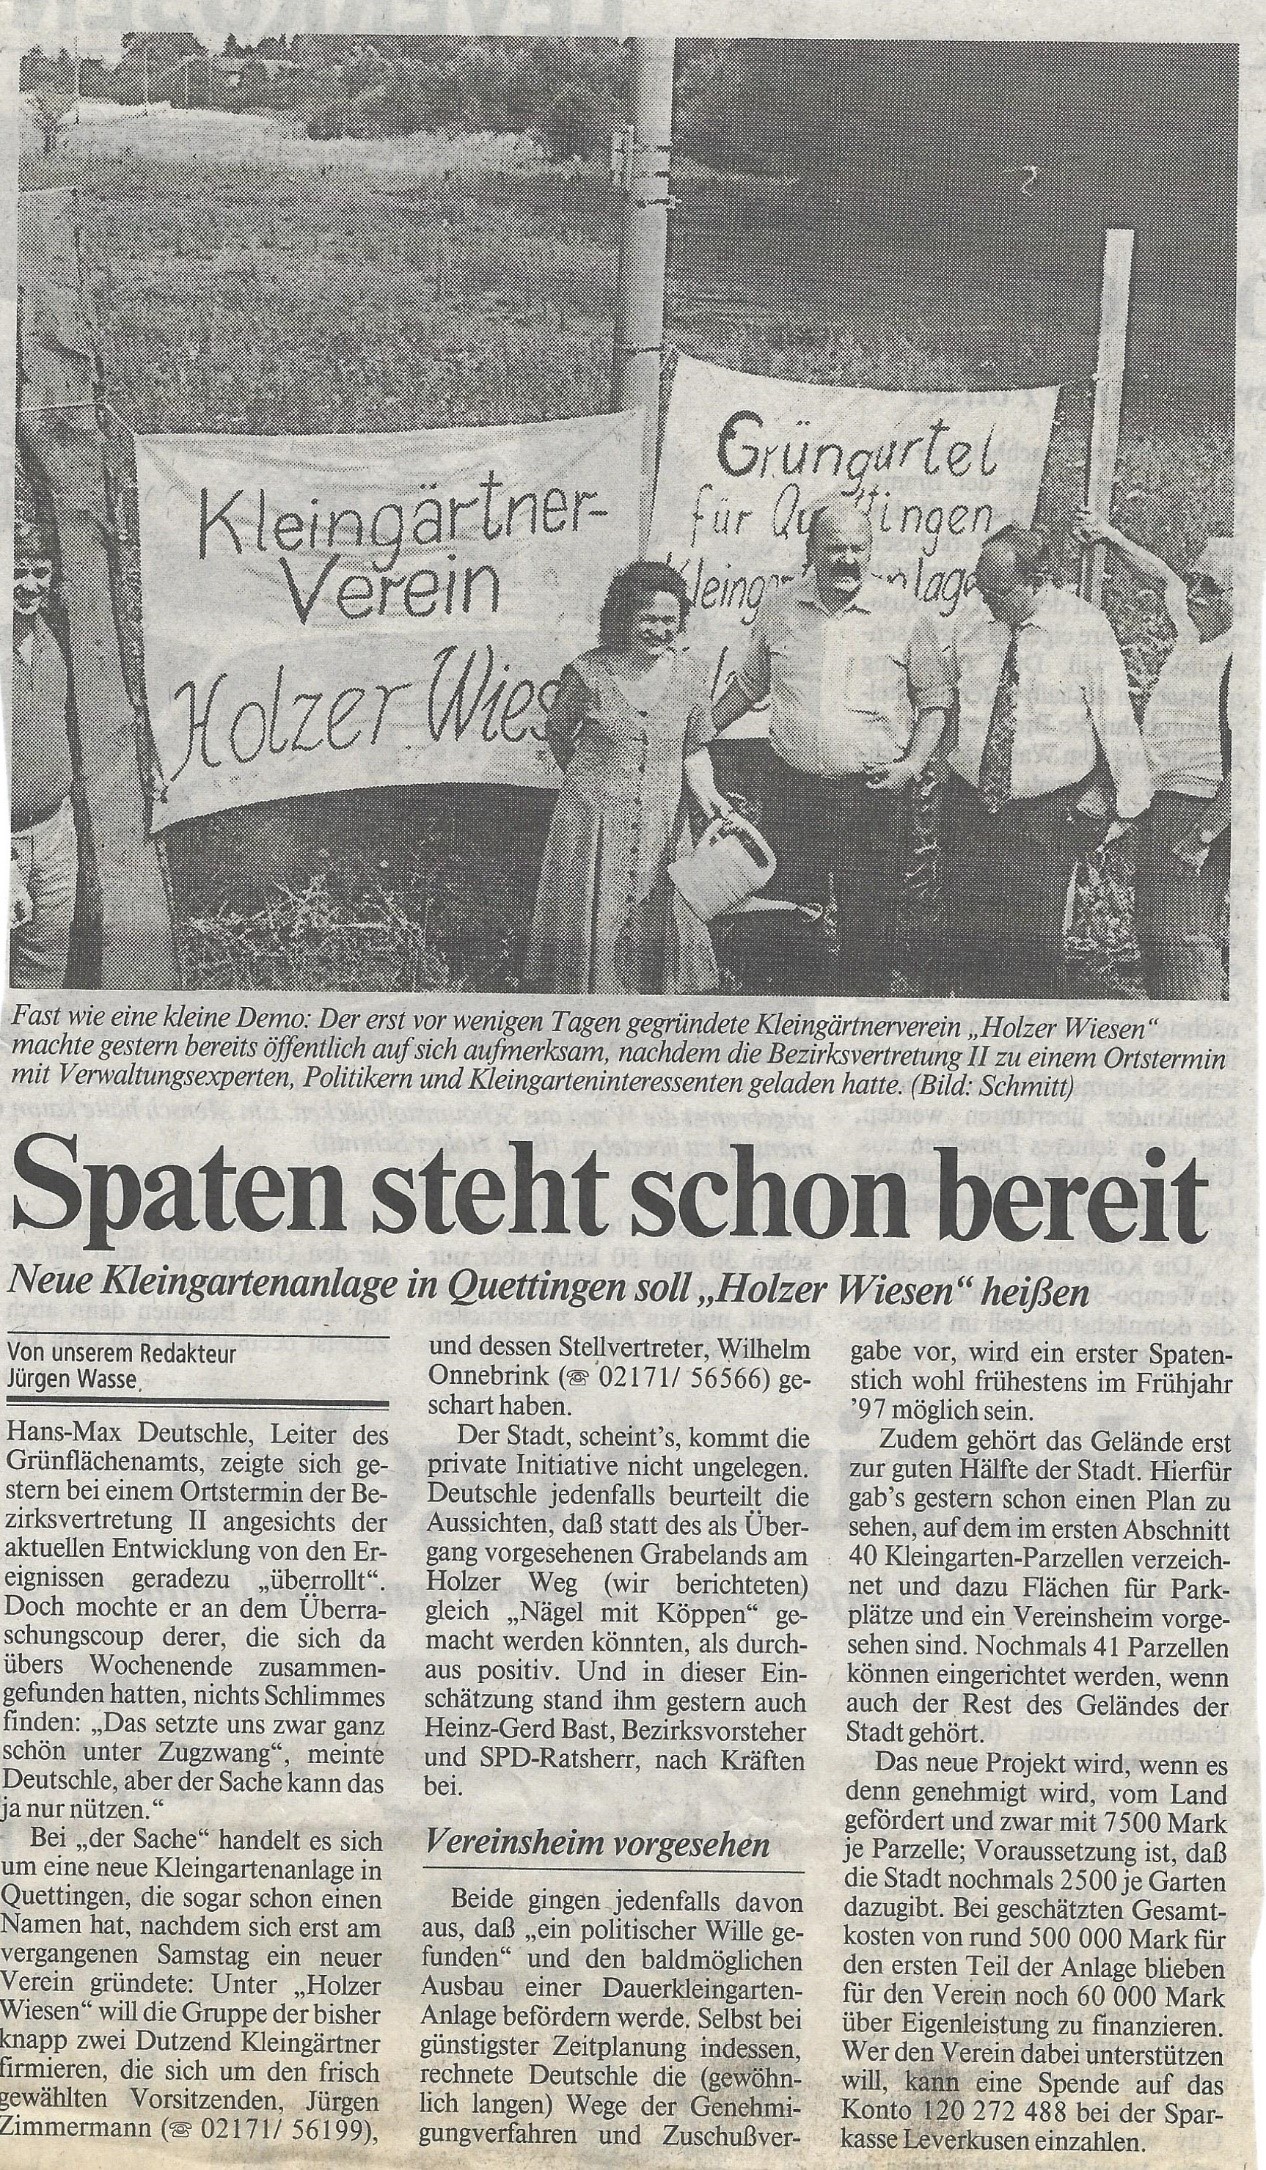 Kleingärtner-
Verein
Holzer Wies
Grüngürtel
für Qu ttingen
Fast wie eine kleine Demo: Der erst vor wenigen Tagen gegründete Kleingärtnerverein „Holzer Wiesen“
machte gestern bereits öffentlich auf sich aufmerksam, nachdem die Bezirksvertretung II zu einem Ortstermin
mit Verwaltungsexperten, Politikern und Kleingarteninteressenten geladen hatte. (Bild: Schmitt)
Spaten steht schon bereit
Neue Kleingartenanlage in Quettingen soll „Holzer Wiesen“ heißen
Von unserem Redakteur
Jürgen Wasse
Hans-Max Deutschle, Leiter des
Grünflächenamts, zeigte sich ge-
stern bei einem Ortstermin der Be-
zirksvertretung II angesichts der
aktuellen Entwicklung von den Er-
eignissen geradezu „überrollt“.
Doch mochte er an dem Überra-
schungscoup derer, die sich da
übers Wochenende zusammen-
gefunden hatten, nichts Schlimmes
finden: „Das setzte uns zwar ganz
schön unter Zugzwang“, meinte
Deutschle, aber der Sache kann das
ja nur nützen.“
Bei „der Sache“ handelt es sich
um eine neue Kleingartenanlage in
Quettingen, die sogar schon einen
Namen hat, nachdem sich erst am
vergangenen Samstag ein neuer
Verein gründete: Unter „Holzer
Wiesen“ will die Gruppe der bisher
knapp zwei Dutzend Kleingärtner
firmieren, die sich um den frisch
gewählten Vorsitzenden, Jürgen
Zimmermann (☏ 02171/ 56199),
und dessen Stellvertreter, Wilhelm
Onnebrink (☏ 02171/ 56566) ge-
schart haben.
Der Stadt, scheint's, kommt die
private Initiative nicht ungelegen.
Deutschle jedenfalls beurteilt die
Aussichten, daß statt des als Über-
gang vorgesehenen Grabelands am
Holzer Weg (wir berichteten)
gleich „Nägel mit Köppen“ ge-
macht werden könnten, als durch-
aus positiv. Und in dieser Ein-
schätzung stand ihm gestern auch
Heinz-Gerd Bast, Bezirksvorsteher
und SPD-Ratsherr, nach Kräften
bei.
Vereinsheim vorgesehen
Beide gingen jedenfalls davon
aus, daß „ein politischer Wille ge-
funden“ und den baldmöglichen
Ausbau einer Dauerkleingarten-
Anlage befördern werde. Selbst bei
günstigster Zeitplanung indessen,
rechnete Deutschle die (gewöhn-
lich langen) Wege der Genehmi-
gungverfahren und Zuschußver-
gabe vor, wird ein erster Spaten-
stich wohl frühestens im Frühjahr
'97 möglich sein.
Zudem gehört das Gelände erst
zur guten Hälfte der Stadt. Hierfür
gab's gestern schon einen Plan zu
sehen, auf dem im ersten Abschnitt
40 Kleingarten-Parzellen verzeich-
net und dazu Flächen für Park-
plätze und ein Vereinsheim vorge-
sehen sind. Nochmals 41 Parzellen
können eingerichtet werden, wenn
auch der Rest des Geländes der
Stadt gehört.
Das neue Projekt wird, wenn es
denn genehmigt wird, vom Land
gefördert und zwar mit 7500 Mark
je Parzelle; Voraussetzung ist, daß
die Stadt nochmals 2500 je Garten
dazugibt. Bei geschätzten Gesamt-
kosten von rund 500 000 Mark für
den ersten Teil der Anlage blieben
für den Verein noch 60 000 Mark
über Eigenleistung zu finanzieren.
Wer den Verein dabei unterstützen
will, kann eine Spende auf das
Konto 120 272 488 bei der Spar-
kasse Leverkusen einzahlen.